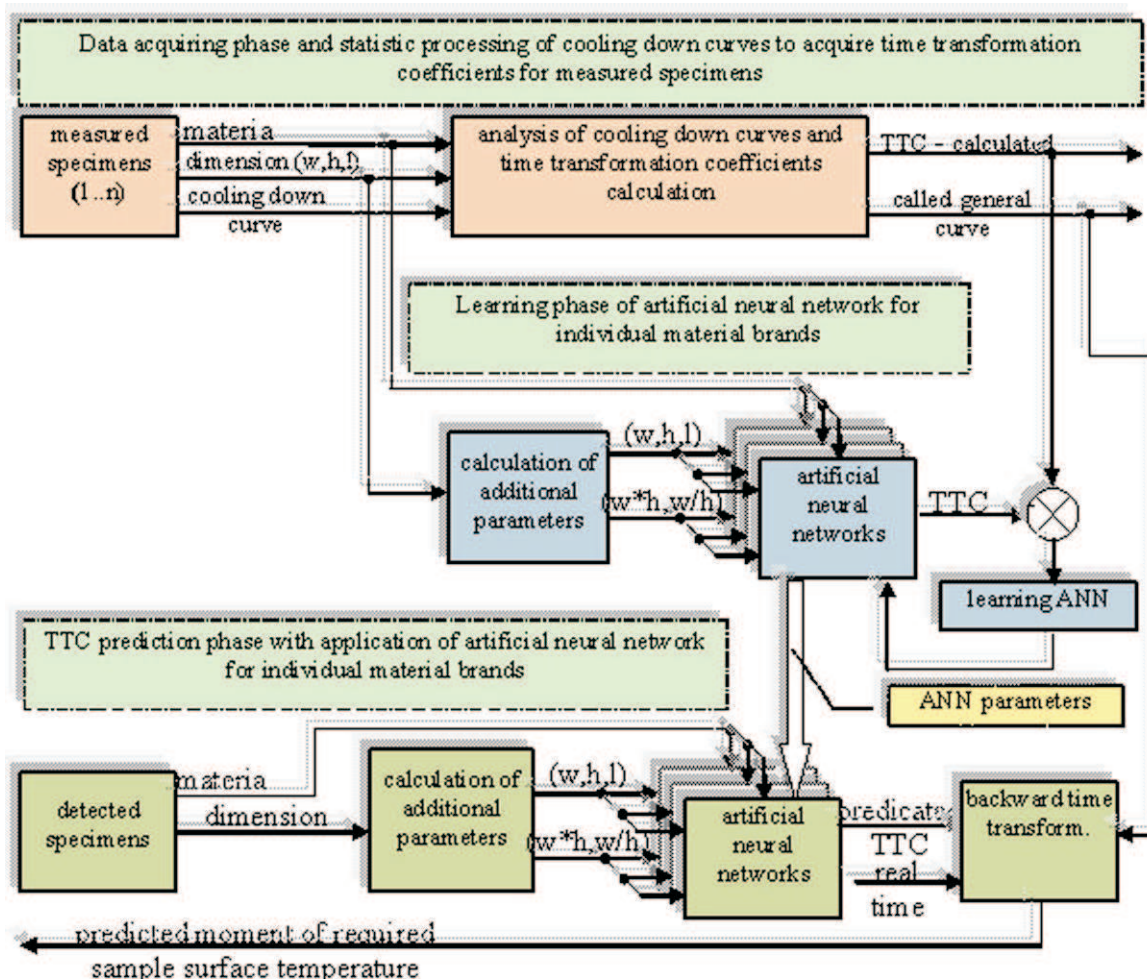 Data acquiring phase and statistic processing of cooling down curves to acquire time transformation
coefficients for measured specimens
measured
specimens
(1..n)
materia
dimension (w,h,l)
cooling down
curve
analysis of cooling down curves and
time transformation coefficients
calculation
TTC - calculated
called general
curve
Learning phase of artificial neural network for
individual material brands
calculation of
additional
parameters
(w,h,l)
(w*h,w/h)
artificial
neural
networks
TTC
learning ANN
TTC prediction phase with application of artificial neural network
for individual material brands
ANN parameters
detected
specimens
materia
dimension
calculation of
additional
parameters
(w,h,l)
(w*h,w/h)
artificial
neural
networks
predicate
TTC
real
time
backward time
transform.
predicted moment of required
sample surface temperature